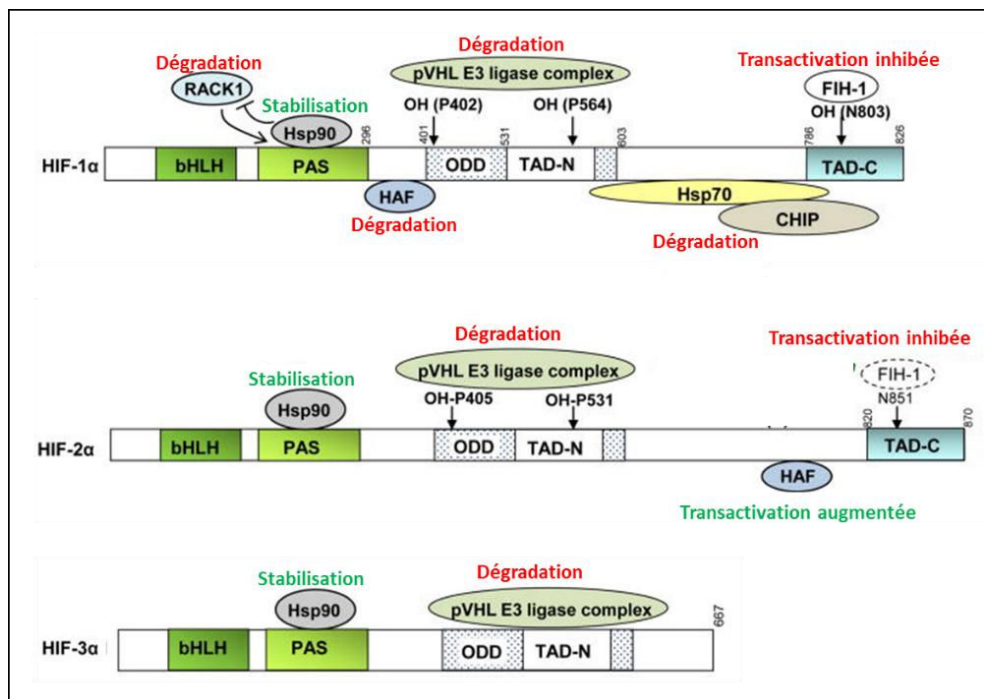 Dégradation
RACK1
Stabilisation
Hsp90
Dégradation
pVHL E3 ligase complex
OH (P402)
OH (P564)
Transactivation inhibée
FIH-1
OH (N803)
296
401
531
603
786
826
HIF-1α
bHLH
PAS
ODD
TAD-N
TAD-C
HAF
Dégradation
Hsp70
CHIP
Dégradation
Stabilisation
Hsp90
Dégradation
pVHL E3 ligase complex
OH-P405
OH-P531
Transactivation inhibée
FIH-1
N851
820
870
HIF-2α
bHLH
PAS
ODD
TAD-N
TAD-C
HAF
Transactivation augmentée
Stabilisation
Hsp90
Dégradation
pVHL E3 ligase complex
667
HIF-3α
bHLH
PAS
ODD
TAD-N